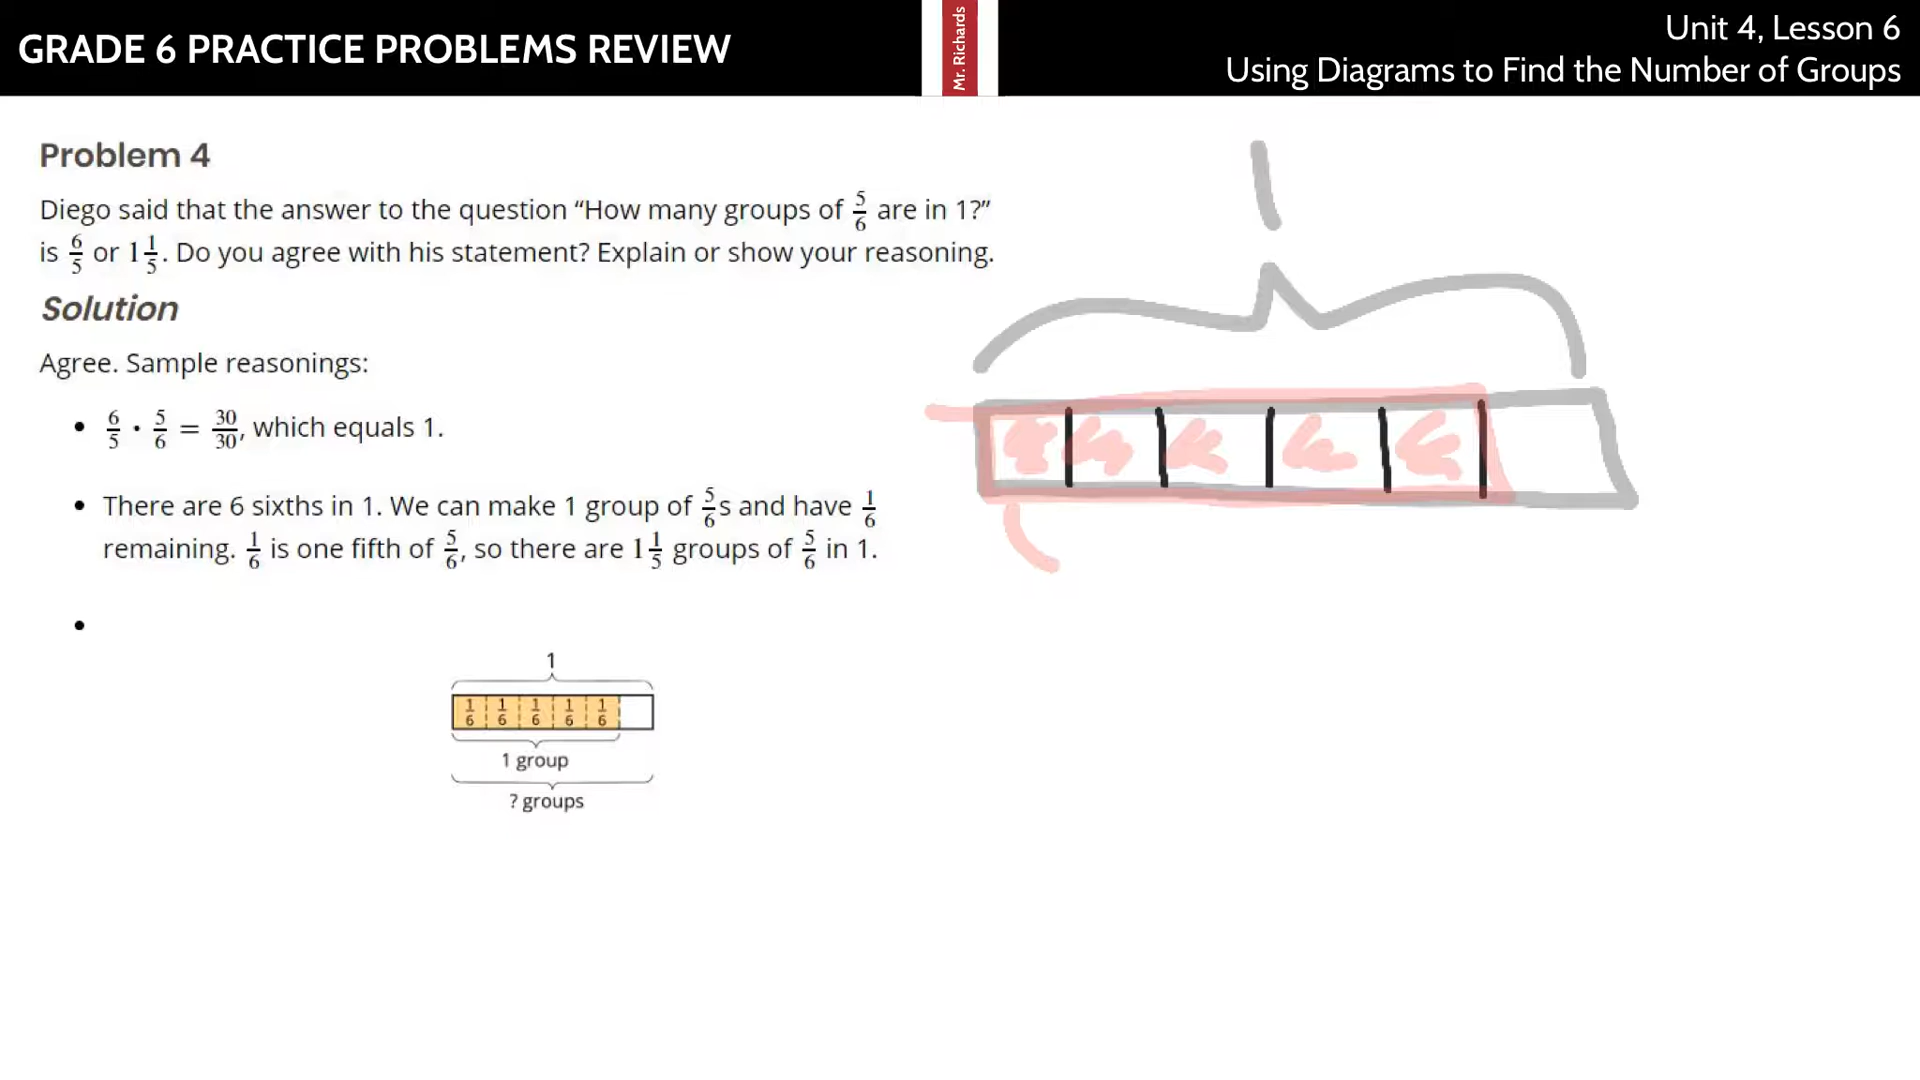 GRADE 6 PRACTICE PROBLEMS REVIEW
Mr. Richards
Unit 4, Lesson 6
Using Diagrams to Find the Number of Groups
Problem 4
Diego said that the answer to the question “How many groups of 5/6 are in 1?”
is 6/5 or 1 1/5. Do you agree with his statement? Explain or show your reasoning.
Solution
Agree. Sample reasonings:
• 6/5 · 5/6 = 30/30, which equals 1.
• There are 6 sixths in 1. We can make 1 group of 5/6s and have 1/6
remaining. 1/6 is one fifth of 5/6, so there are 1 1/5 groups of 5/6 in 1.
•
1
1/6 1/6 1/6 1/6 1/6
1 group
? groups
1